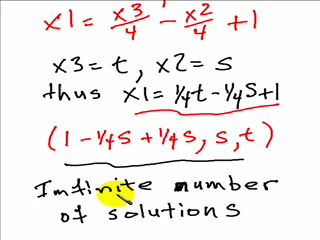 x1 = x3/4 - x2/4 + 1
x3 = t, x2 = s
thus x1 = 1/4t - 1/4s + 1
(1 - 1/4s + 1/4s, s, t)
Imfinite number
of solutions